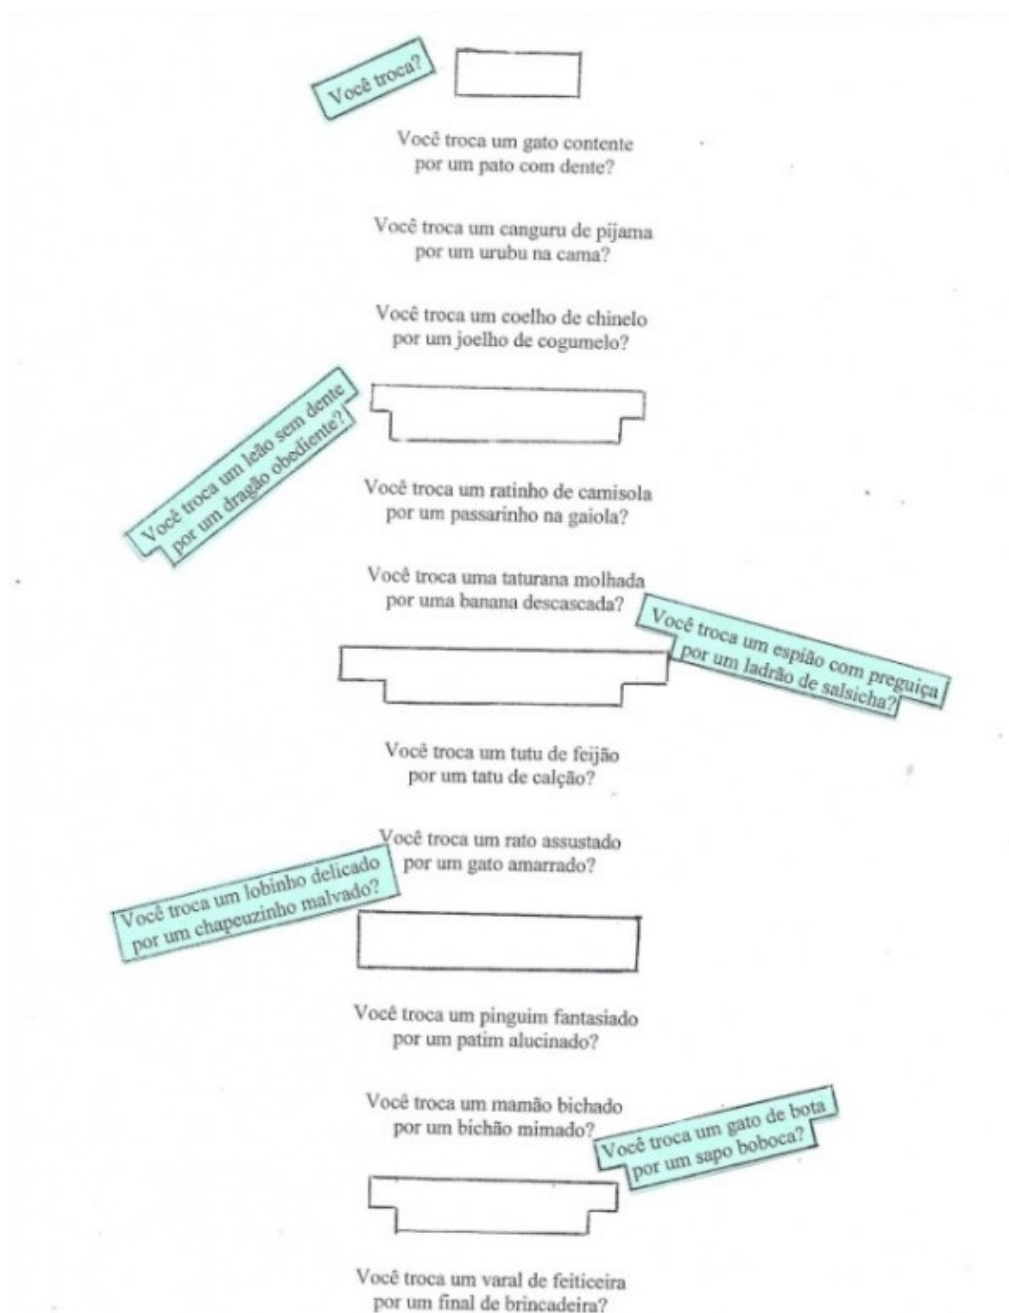 Você troca?
Você troca um gato contente
por um pato com dente?
Você troca um canguru de pijama
por um urubu na cama?
Você troca um coelho de chinelo
por um joelho de cogumelo?
Você troca um leão sem dente
por um dragão obediente?
Você troca um ratinho de camisola
por um passarinho na gaiola?
Você troca uma taturana molhada
por uma banana descascada?
Você troca um espião com preguiça
por um ladrão de salsicha?
Você troca um tutu de feijão
por um tatu de calção?
Você troca um rato assustado
por um gato amarrado?
Você troca um lobinho delicado
por um chapeuzinho malvado?
Você troca um pinguim fantasiado
por um patim alucinado?
Você troca um mamão bichado
por um bichão mimado?
Você troca um gato de bota
por um sapo boboca?
Você troca um varal de feiticeira
por um final de brincadeira?